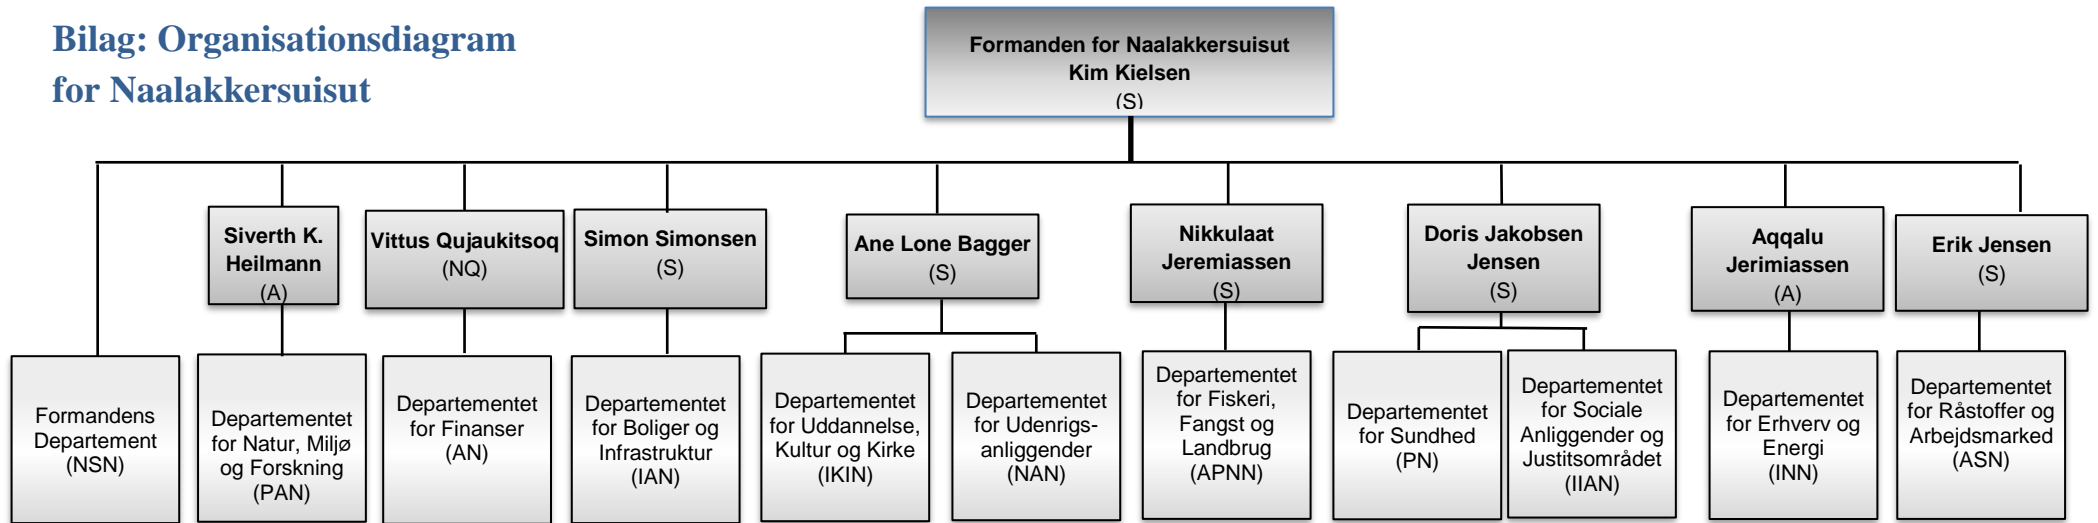 Bilag: Organisationsdiagram
for Naalakkersuisut
Formanden for Naalakkersuisut
Kim Kielsen
(S)
Siverth K.
Heilmann
(A)
Vittus Qujaukitsoq
(NQ)
Simon Simonsen
(S)
Ane Lone Bagger
(S)
Nikkulaat
Jeremiassen
(S)
Doris Jakobsen
Jensen
(S)
Aqqalu
Jerimiassen
(A)
Erik Jensen
(S)
Formandens
Departement
(NSN)
Departementet
for Natur, Miljø
og Forskning
(PAN)
Departementet
for Finanser
(AN)
Departementet
for Boliger og
Infrastruktur
(IAN)
Departementet
for Uddannelse,
Kultur og Kirke
(IKIN)
Departementet
for Udenrigs-
anliggender
(NAN)
Departementet
for Fiskeri,
Fangst og
Landbrug
(APNN)
Departementet
for Sundhed
(PN)
Departementet
for Sociale
Anliggender og
Justitsområdet
(IIAN)
Departementet
for Erhverv og
Energi
(INN)
Departementet
for Råstoffer og
Arbejdsmarked
(ASN)